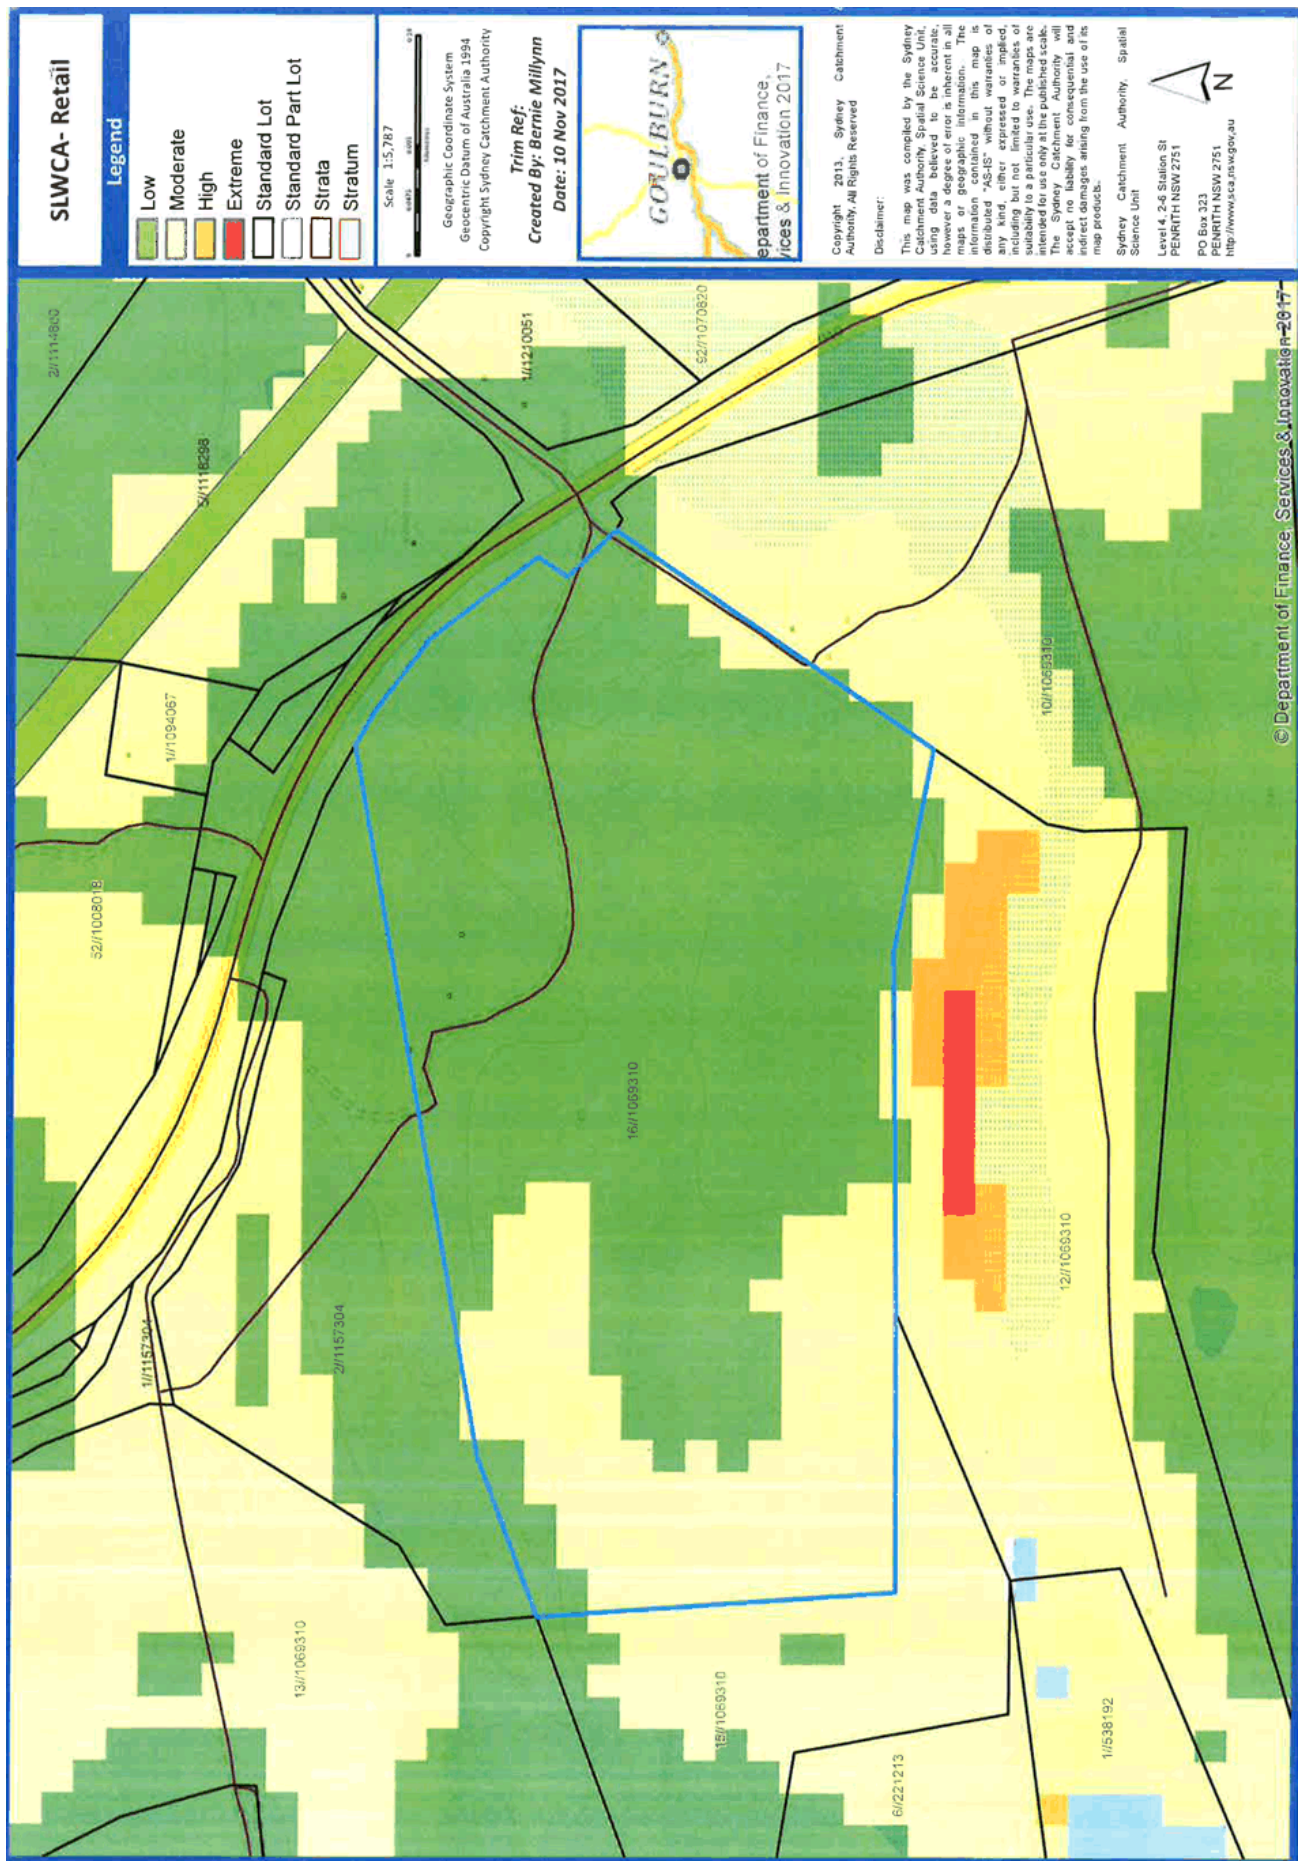 SLWCA- Retail
Legend
Low
Moderate
High
Extreme
Standard Lot
Standard Part Lot
Strata
Stratum
Scale 1:5,787
Kilometres
Geographic Coordinate System
Geocentric Datum of Australia 1994
Copyright Sydney Catchment Authority
Trim Ref:
Created By: Bernie Millynn
Date: 10 Nov 2017
GOULBURN
epartment of Finance,
vices & Innovation 2017
Copyright 2013, Sydney Catchment
Authority, All Rights Reserved
Disclaimer:
This map was compiled by the Sydney
Catchment Authority, Spatial Science Unit,
using data believed to be accurate,
however a degree of error is inherent in all
maps or geographic information. The
information contained in this map is
distributed "AS-IS" without warranties of
any kind, either expressed or implied,
including but not limited to warranties of
suitability to a particular use. The maps are
intended for use only at the published scale.
The Sydney Catchment Authority will
accept no liability for consequential and
indirect damages arising from the use of its
map products.
Sydney Catchment Authority, Spatial
Science Unit
Level 4, 2-6 Station St
PENRITH NSW 2751
PO Box 323
PENRITH NSW 2751
http://www.sca.nsw.gov.au
N
2//1114800
5//1118298
1//1210051
92//1070820
1//1094067
52//1008018
10//1069310
16//1069310
12//1069310
1//1157304
2//1157304
13//1069310
15//1069310
6//221213
1//538192
© Department of Finance, Services & Innovation 2017